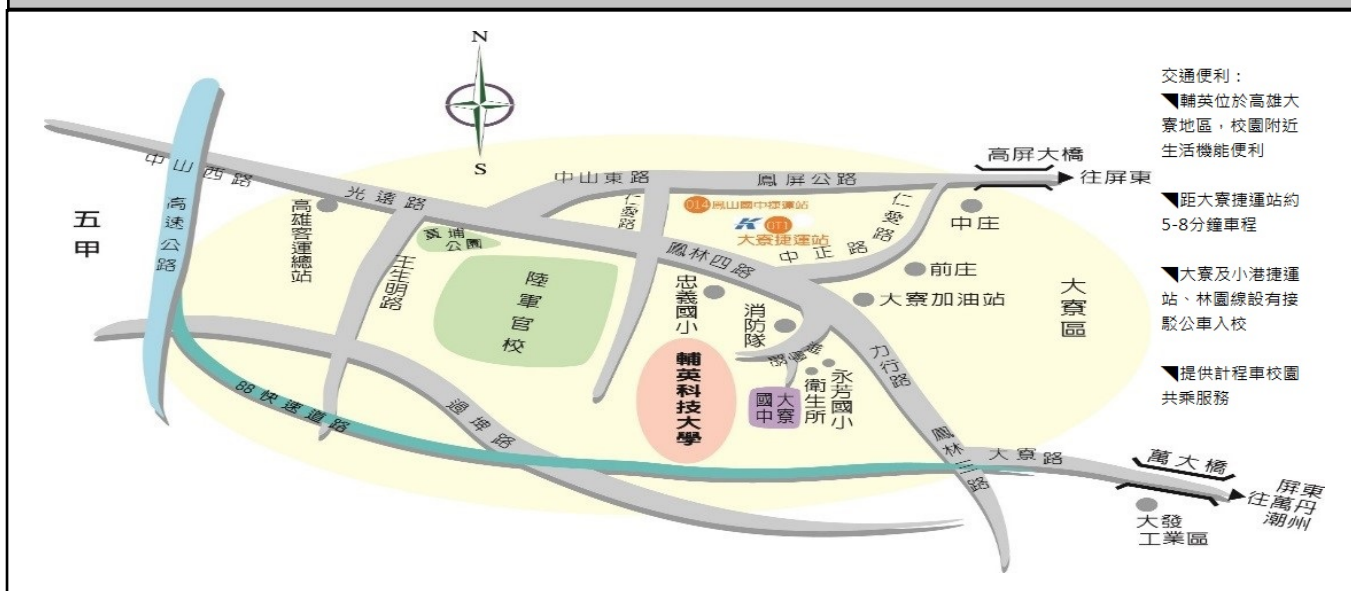 N
S
中山西路
高速公路
五甲
光遠路
高雄客運總站
黃埔
公園
壬生明路
陸軍官校
中山東路
仁愛路
鳳屏公路
高屏大橋
往屏東
014 鳳山國中捷運站
K OT1
大寮捷運站
仁愛路
中正路
中庄
前庄
鳳林四路
大寮加油站
忠義國小
消防隊
輔英科技大學
大寮
國中
衛生所
永芳國小
力行路
大寮區
88快速道路
過埤路
鳳林三路
大寮路
萬大橋
屏東
往萬丹
潮州
大發
工業區
交通便利：
◥輔英位於高雄大
寮地區，校園附近
生活機能便利
◥距大寮捷運站約
5-8分鐘車程
◥大寮及小港捷運
站、林園線設有接
駁公車入校
◥提供計程車校園
共乘服務